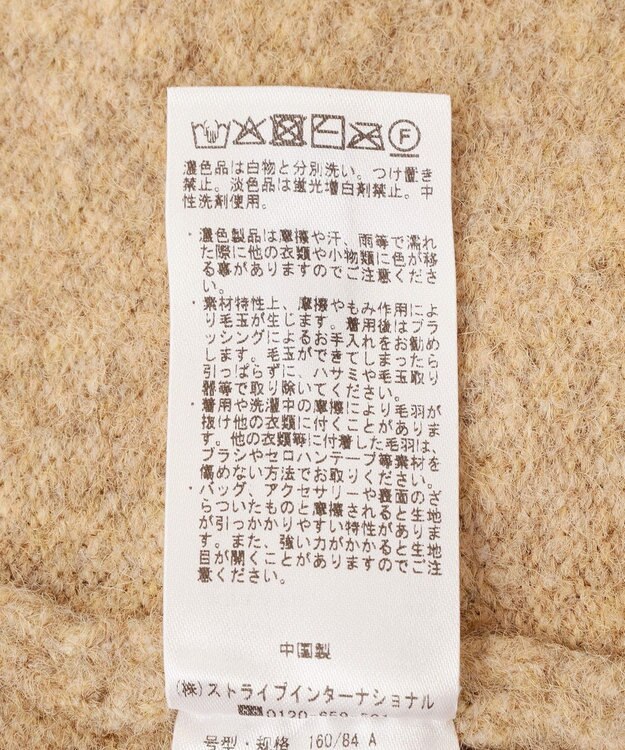 F
濃色品は白物と分別洗い。つけ置き
禁止。淡色品は蛍光増白剤禁止。中
性洗剤使用。
・濃色製品は摩擦や汗、雨等で濡れ
た際に他の衣類や小物類に色が移
る事がありますのでご注意くださ
い。
・素材特性上、摩擦やもみ作用によ
り毛玉が生じます。着用後はブラ
ッシングによるお手入れをお勧め
します。毛玉ができてしまったら
引っぱらずに、ハサミや毛玉取り
器等で取り除いてください。
・着用や洗濯中の摩擦により毛羽が
抜け他の衣類に付くことがありま
す。他の衣類等に付着した毛羽は、
ブラシやセロハンテープ等素材を
傷めない方法でお取りください。
・バッグ、アクセサリーや表面のざ
らついたものと摩擦されると生地
が引っかかりやすい特性がありま
す。また、強い力がかかると生地
目が開くことがありますのでご注
意ください。
中国製
(株)ストライプインターナショナル
0120-
号型・规格 160/84 A